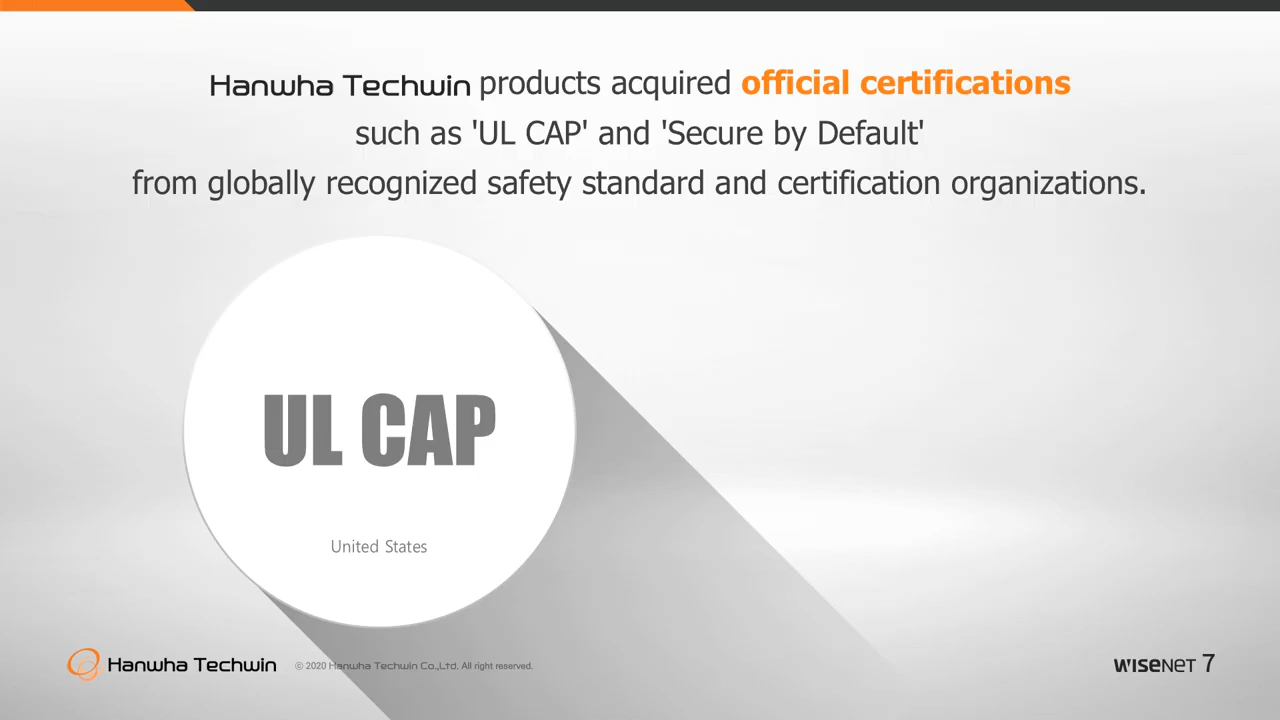 Hanwha Techwin products acquired official certifications
such as 'UL CAP' and 'Secure by Default'
from globally recognized safety standard and certification organizations.
UL CAP
United States
Hanwha Techwin © 2020 Hanwha Techwin Co.,Ltd. All right reserved.
WISENET 7